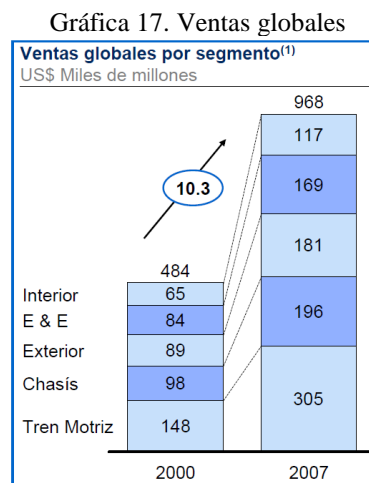 Gráfica 17. Ventas globales
Ventas globales por segmento(1)
US$ Miles de millones
968
117
10.3
169
484
181
Interior 65
E & E 84
196
Exterior 89
Chasís 98
305
Tren Motriz 148
2000 2007